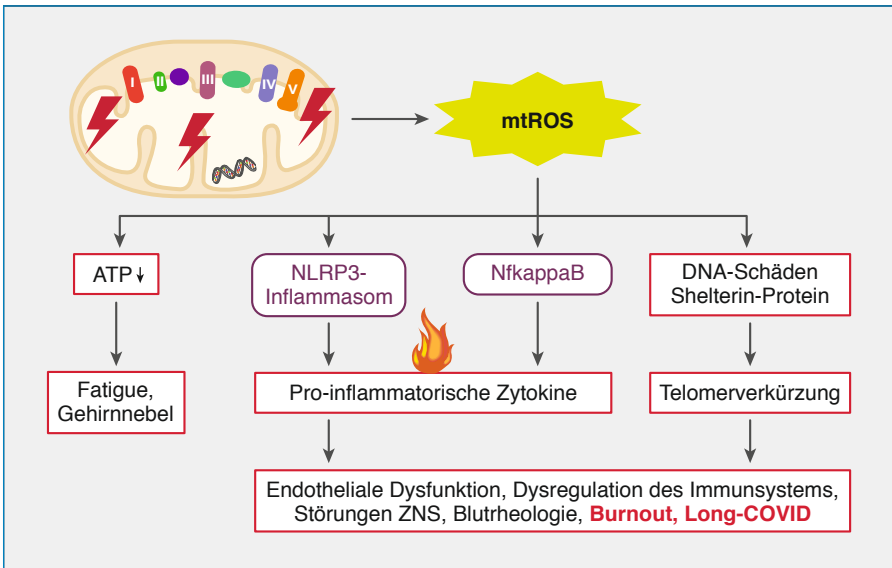 I
II
III
IV
V
mtROS
ATP ↓
NLRP3-
Inflammasom
NfkappaB
DNA-Schäden
Shelterin-Protein
Fatigue,
Gehirnnebel
Pro-inflammatorische Zytokine
Telomerverkürzung
Endotheliale Dysfunktion, Dysregulation des Immunsystems,
Störungen ZNS, Blutrheologie, Burnout, Long-COVID